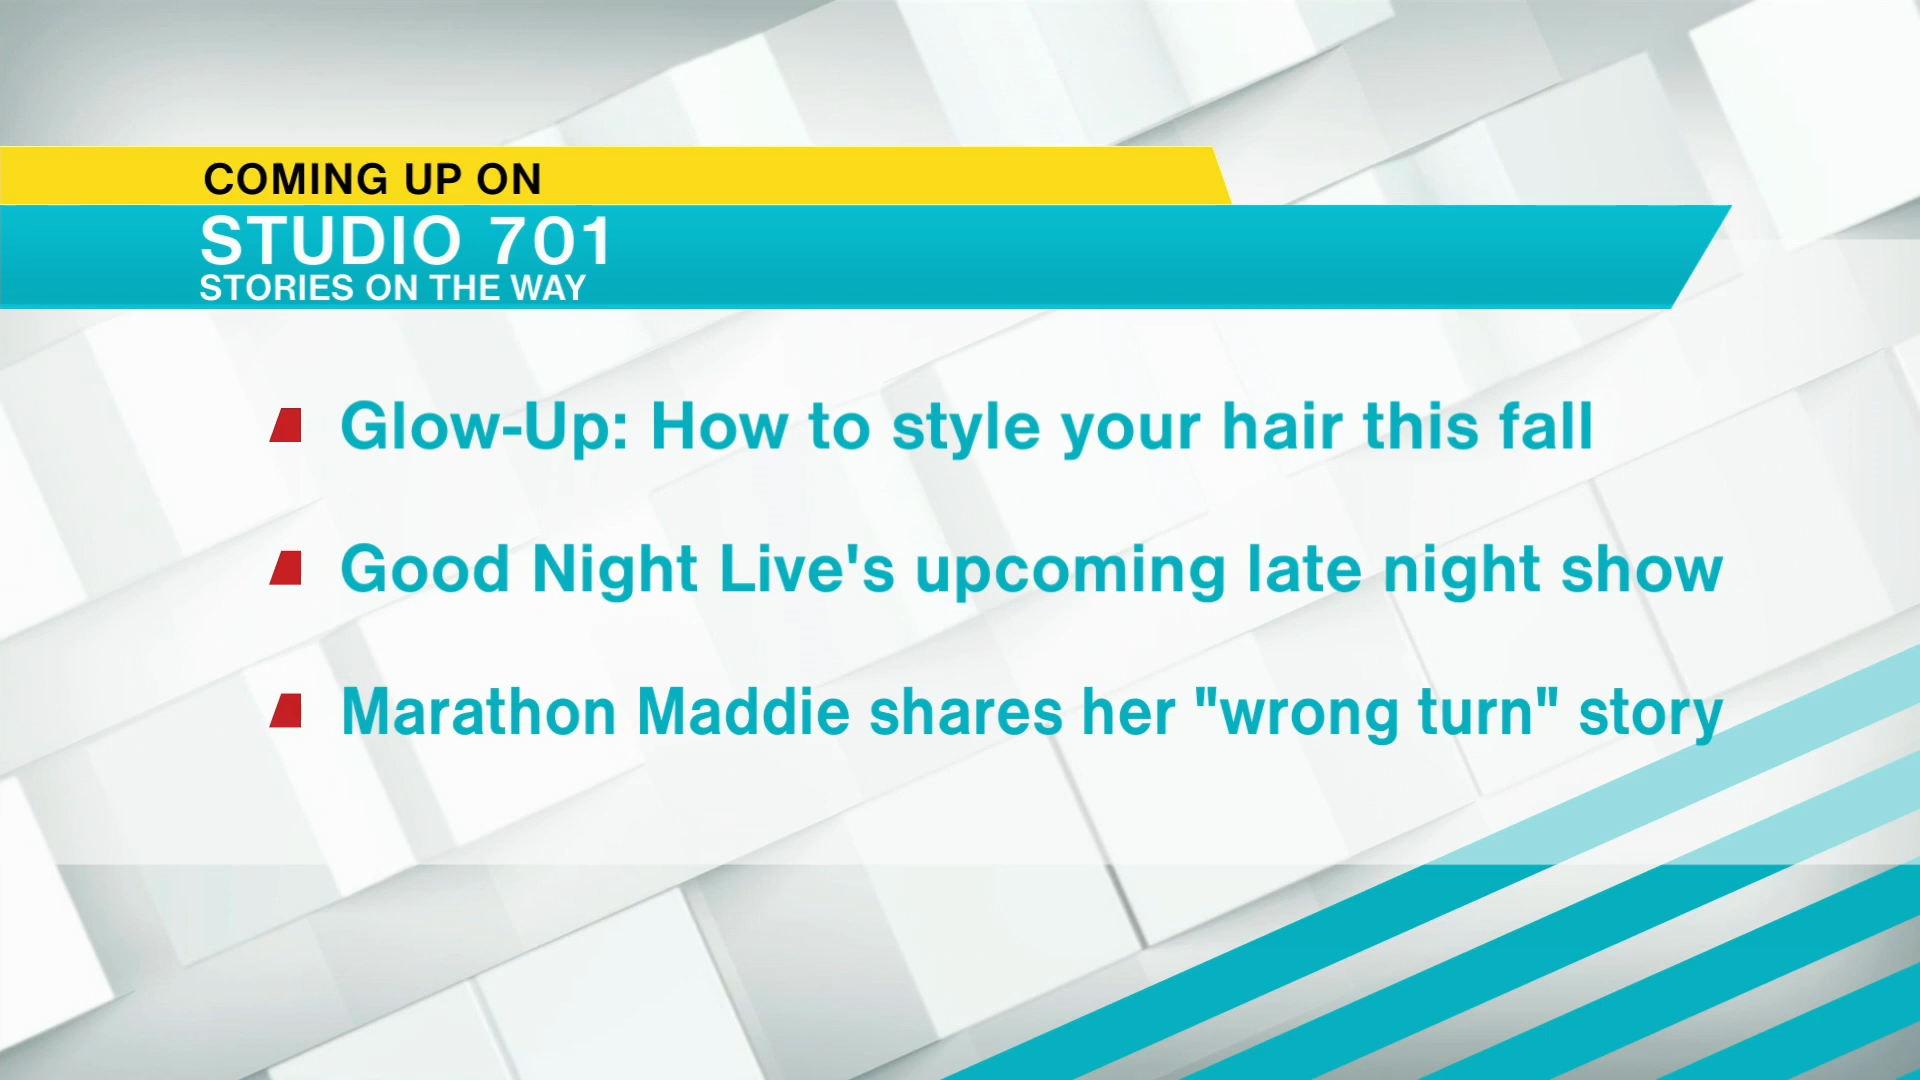 COMING UP ON
STUDIO 701
STORIES ON THE WAY
Glow-Up: How to style your hair this fall
Good Night Live's upcoming late night show
Marathon Maddie shares her "wrong turn" story